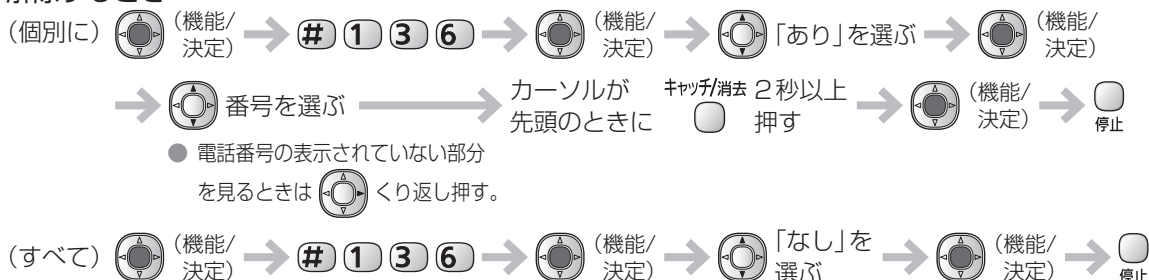 (個別に) (機能/決定) # 1 3 6 (機能/決定) 「あり」を選ぶ (機能/決定)
番号を選ぶ カーソルが先頭のときに キャッチ/消去 2秒以上押す (機能/決定) 停止
● 電話番号の表示されていない部分
を見るときは くり返し押す。
(すべて) (機能/決定) # 1 3 6 (機能/決定) 「なし」を選ぶ (機能/決定) 停止